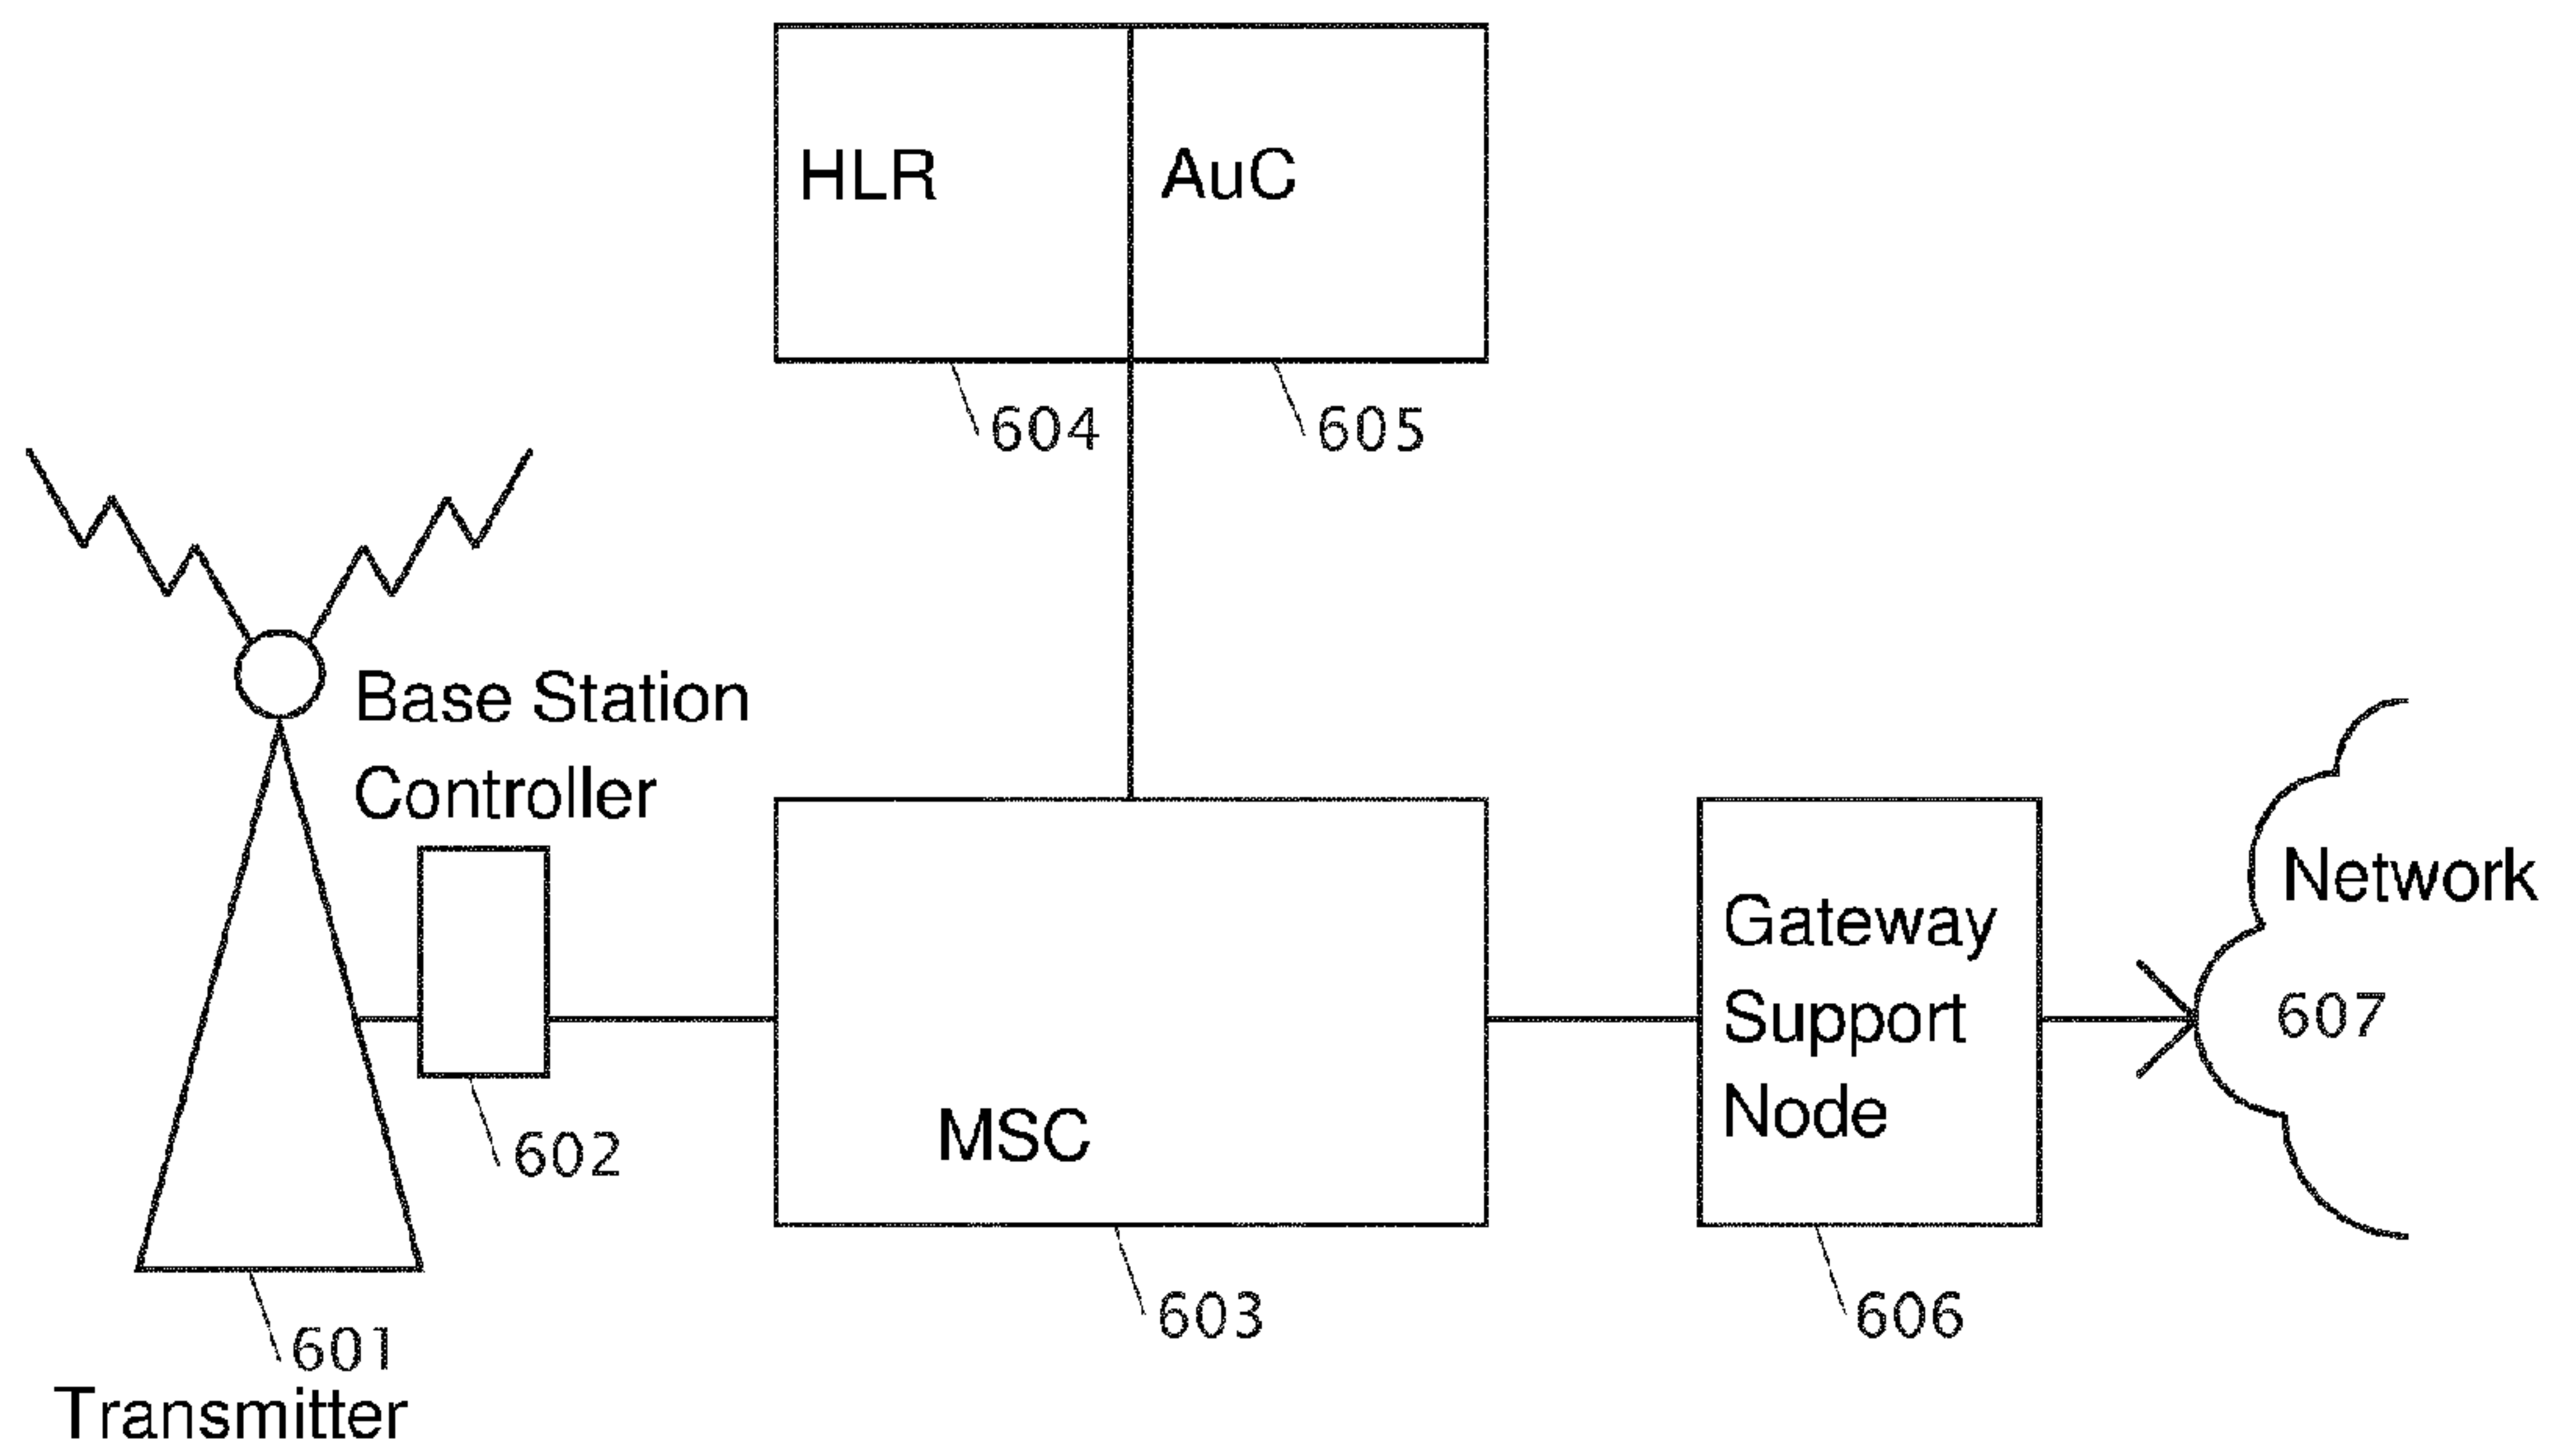 HLR
AuC
604
605
Base Station
Controller
602
601
Transmitter
MSC
603
Gateway
Support
Node
606
Network
607